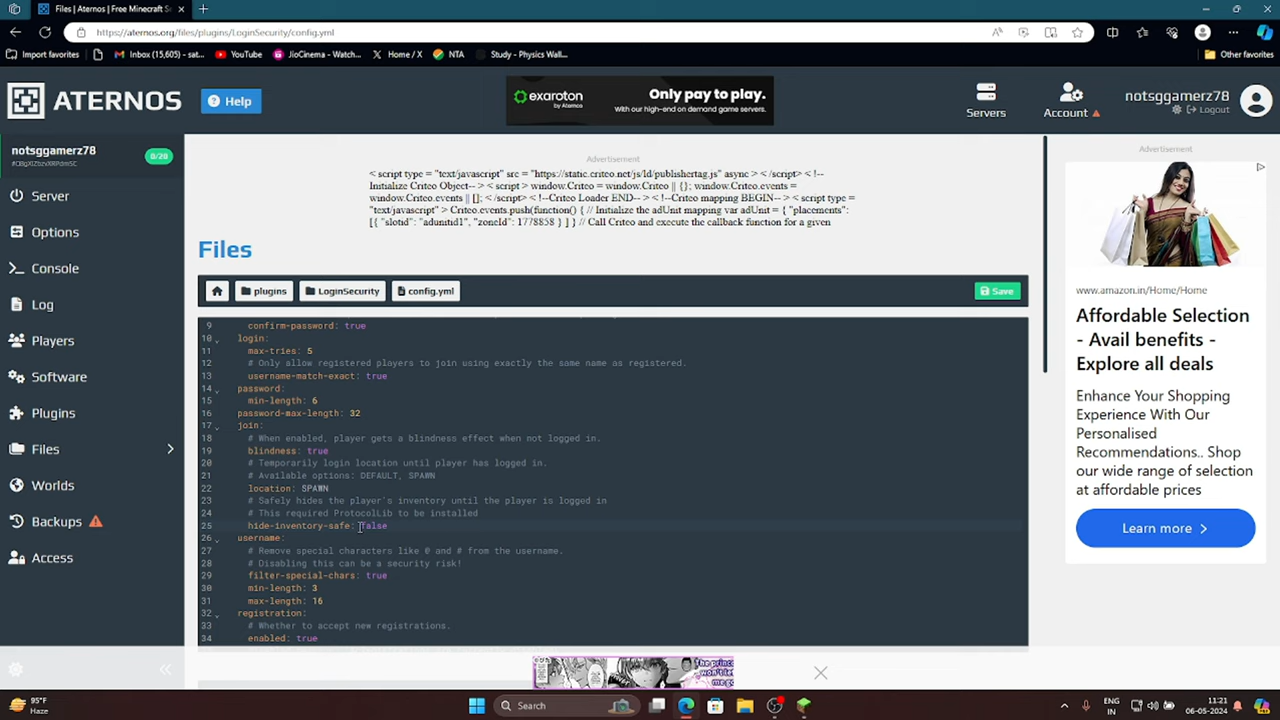 Files | Aternos | Free Minecraft S
https://aternos.org/files/plugins/LoginSecurity/config.yml
Import favorites
Inbox (15,605) - sat...
YouTube
JioCinema - Watch...
Home / X
NTA
Study - Physics Wall...
Other favorites
ATERNOS
Help
exaroton
by Aternos
Only pay to play.
With our high-end on demand game servers.
Servers
Account
notsggamerz78
Logout
notsggamerz78
0/20
Server
Options
Console
Log
Players
Software
Plugins
Files
Worlds
Backups
Access
Advertisement
< script type = "text/javascript" src = "https://static.criteo.net/js/ld/publishertag.js" async > < /script> < !--
Initialize Criteo Object-- > < script > window.Criteo = window.Criteo || {}; window.Criteo.events =
window.Criteo.events || []; < /script> < !--Criteo Loader END-- > < !--Criteo mapping BEGIN-- > < script type =
"text/javascript" > Criteo.events.push(function() { // Initialize the adUnit mapping var adUnit = { "placements":
[{ "slotid": "adunitid1", "zoneId": 1778858 } ] } // Call Criteo and execute the callback function for a given
Files
plugins
LoginSecurity
config.yml
Save
9 confirm-password: true
10 login:
11 max-tries: 5
12 # Only allow registered players to join using exactly the same name as registered.
13 username-match-exact: true
14 password:
15 min-length: 6
16 password-max-length: 32
17 join:
18 # When enabled, player gets a blindness effect when not logged in.
19 blindness: true
20 # Temporarily login location until player has logged in.
21 # Available options: DEFAULT, SPAWN
22 location: SPAWN
23 # Safely hides the player's inventory until the player is logged in
24 # This required ProtocolLib to be installed
25 hide-inventory-safe: false
26 username:
27 # Remove special characters like @ and # from the username.
28 # Disabling this can be a security risk!
29 filter-special-chars: true
30 min-length: 3
31 max-length: 16
32 registration:
33 # Whether to accept new registrations.
34 enabled: true
Advertisement
www.amazon.in/Home/Home
Affordable Selection
- Avail benefits -
Explore all deals
Enhance Your Shopping
Experience With Our
Personalised
Recommendations.. Shop
our wide range of selection
at affordable prices
Learn more
95°F
Haze
Search
ENG
IN
11:21
06-05-2024